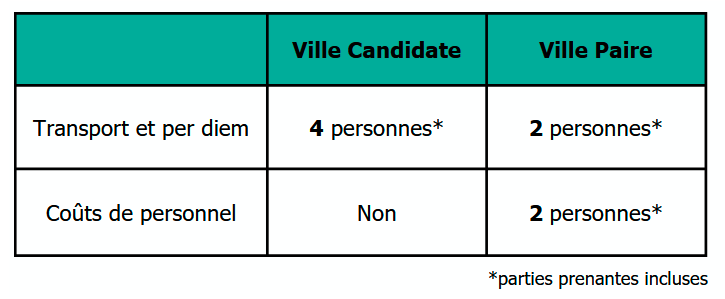 Ville Candidate Ville Paire
Transport et per diem 4 personnes* 2 personnes*
Coûts de personnel Non 2 personnes*
*parties prenantes incluses